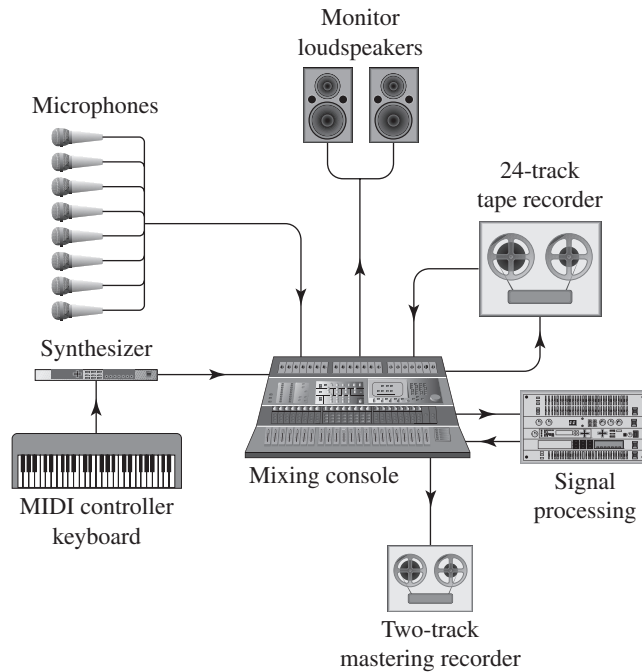 Monitor
loudspeakers
Microphones
24-track
tape recorder
Synthesizer
Mixing console
MIDI controller
keyboard
Signal
processing
Two-track
mastering recorder